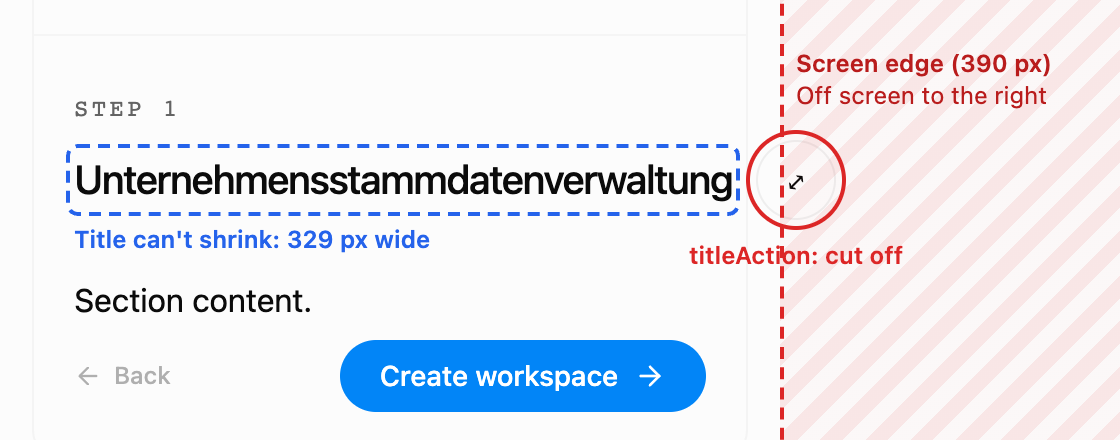 Screen edge (390 px)
Off screen to the right
STEP 1
Unternehmensstammdatenverwaltung
Title can't shrink: 329 px wide
titleAction: cut off
Section content.
← Back
Create workspace →